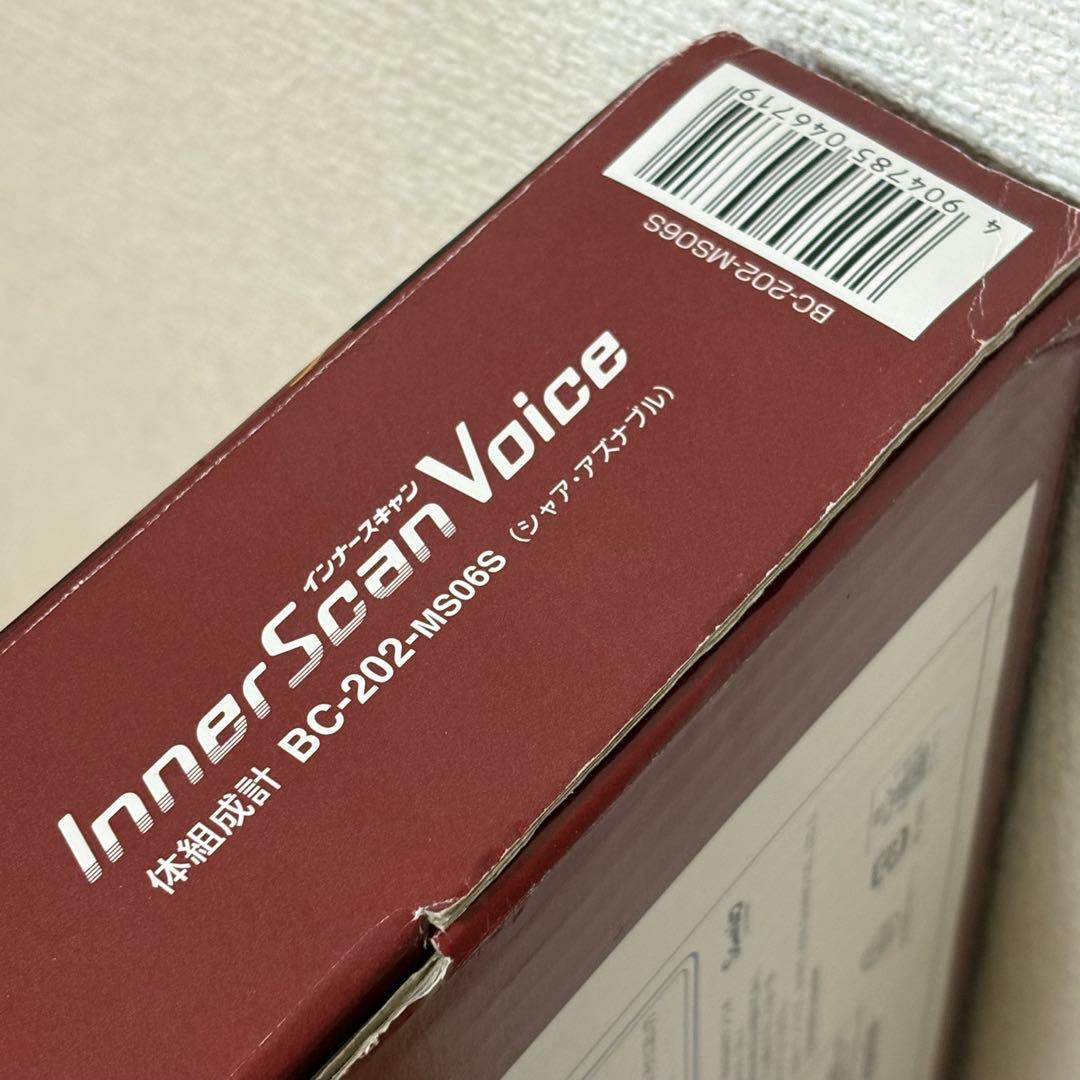 4 904785 046719
BC-202-MS06S
インナースキャン
InnerScan Voice
体組成計 BC-202-MS06S (シャア・アズナブル)